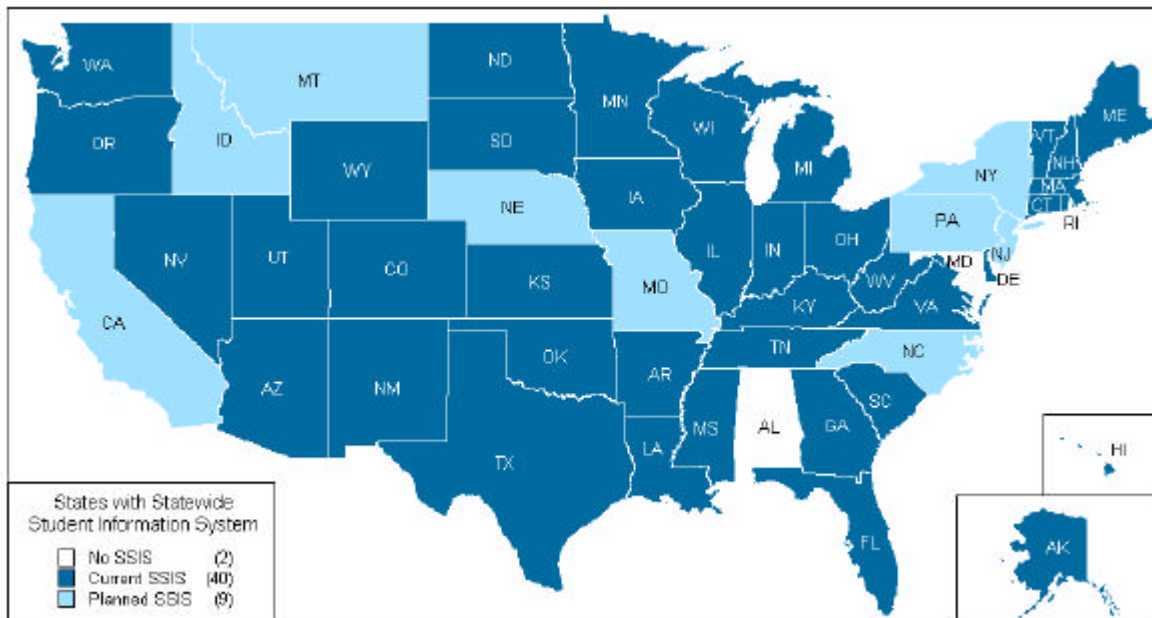 WA
MT
ND
MN
ME
OR
ID
SD
WI
VT
NH
WY
MI
NY
MA
CT
RI
IA
NE
PA
NJ
NV
UT
CO
IL
IN
OH
MD
DE
KS
MO
WV
VA
CA
KY
NC
TN
OK
AZ
NM
AR
SC
MS
AL
GA
LA
TX
HI
FL
AK
States with Statewide
Student Information System
No SSIS (2)
Current SSIS (40)
Planned SSIS (9)